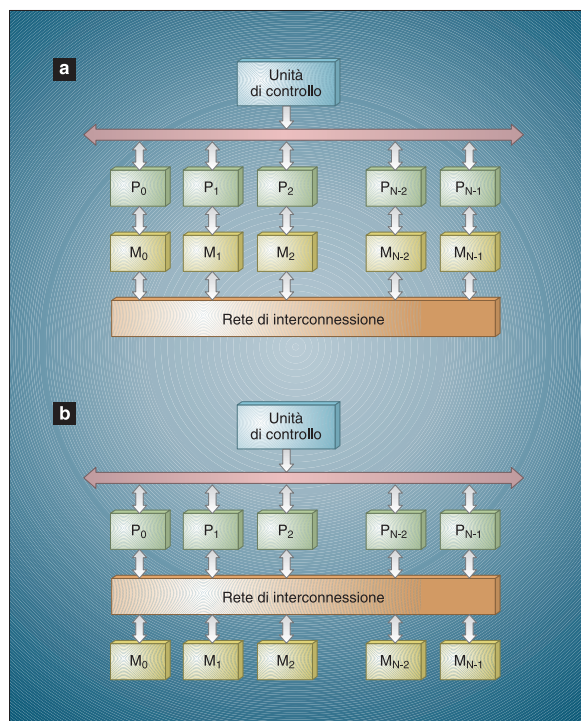 a
Unità
di controllo
P0 P1 P2 PN-2 PN-1
M0 M1 M2 MN-2 MN-1
Rete di interconnessione
b
Unità
di controllo
P0 P1 P2 PN-2 PN-1
Rete di interconnessione
M0 M1 M2 MN-2 MN-1